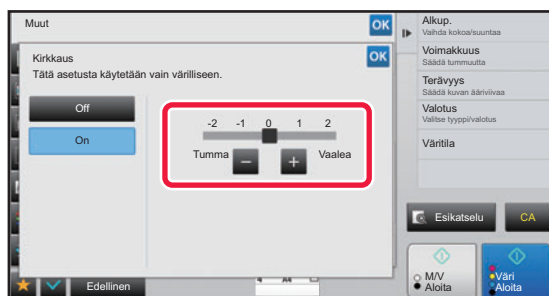 Muut
OK
Kirkkaus
OK
Tätä asetusta käytetään vain värilliseen.
Off
On
-2 -1 0 1 2
Tumma
Vaalea
Edellinen
Alkup.
Vaihda kokoa/suuntaa
Voimakkuus
Säädä tummuutta
Terävyys
Säädä kuvan ääriviivaa
Valotus
Valitse tyyppi/valotus
Väritila
Esikatselu
CA
M/V
Aloita
Väri
Aloita